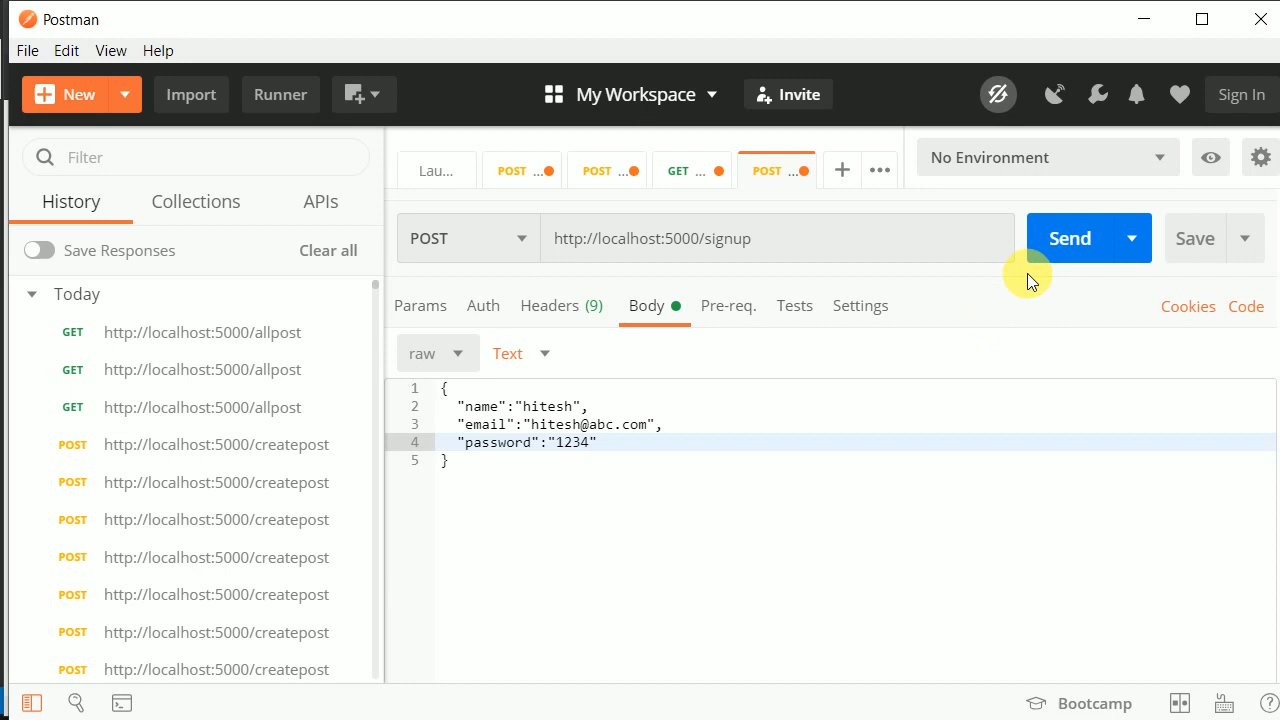 Postman
File Edit View Help
New Import Runner My Workspace Invite Sign In
Filter
History Collections APIs
Save Responses Clear all
Today
GET http://localhost:5000/allpost
GET http://localhost:5000/allpost
GET http://localhost:5000/allpost
POST http://localhost:5000/createpost
POST http://localhost:5000/createpost
POST http://localhost:5000/createpost
POST http://localhost:5000/createpost
POST http://localhost:5000/createpost
POST http://localhost:5000/createpost
POST http://localhost:5000/createpost
Lau... POST ... POST ... GET ... POST ...
No Environment
POST http://localhost:5000/signup Send Save
Params Auth Headers (9) Body Pre-req. Tests Settings Cookies Code
raw Text
1 {
2 "name":"hitesh",
3 "email":"hitesh@abc.com",
4 "password":"1234"
5 }
Bootcamp